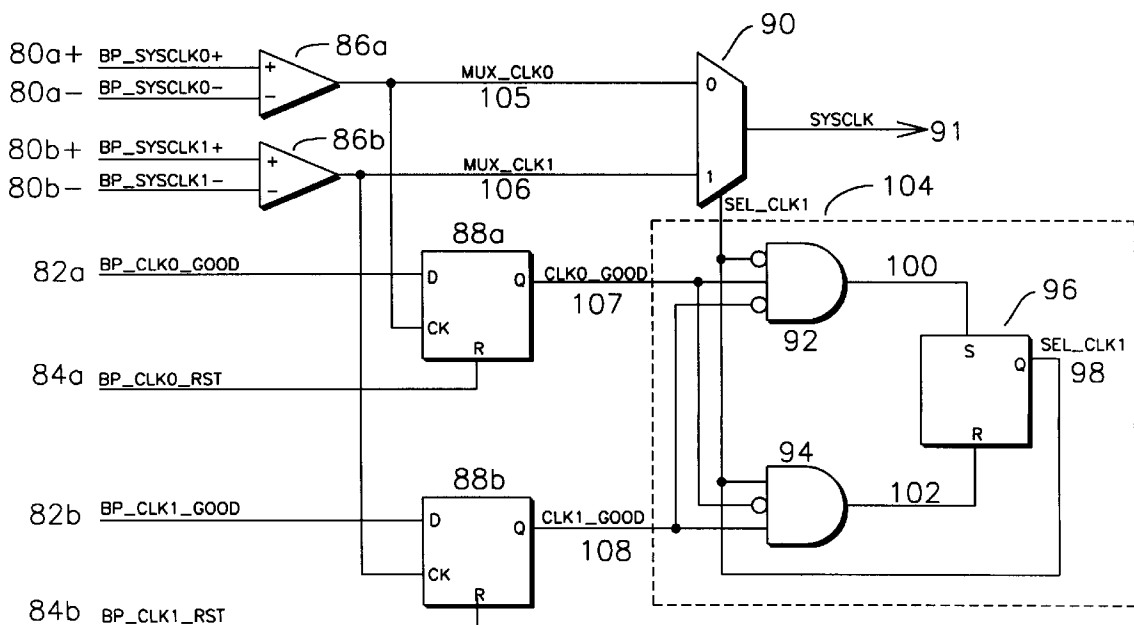 90
80a+ BP_SYSCLK0+ 86a
+
80a- BP_SYSCLK0- −
MUX_CLK0
105
0
SYSCLK 91
80b+ BP_SYSCLK1+ 86b
+
80b- BP_SYSCLK1- −
MUX_CLK1
106
1
SEL_CLK1 104
88a
82a BP_CLK0_GOOD D Q CLK0_GOOD
107
100
CK
92
96
84a BP_CLK0_RST R
S
Q SEL_CLK1
98
R
94
88b
82b BP_CLK1_GOOD D Q CLK1_GOOD
108
102
CK
84b BP_CLK1_RST R